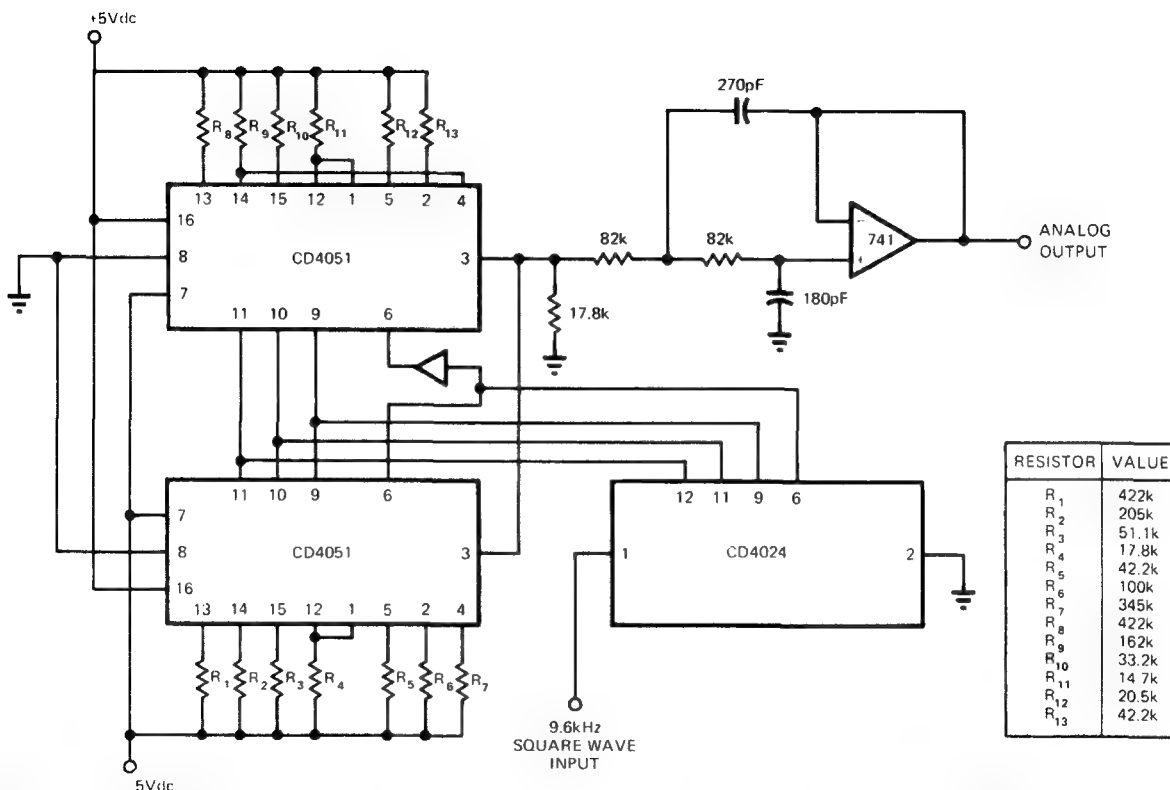 +5Vdc
R8
R9
R10
R11
R12
R13
13 14 15 12 1 5 2 4
16
8
7
CD4051
3
11 10 9 6
270pF
82k
82k
17.8k
180pF
741
-
+
ANALOG
OUTPUT
11 10 9 6
7
8
16
CD4051
3
13 14 15 12 1 5 2 4
R1
R2
R3
R4
R5
R6
R7
5Vdc
12 11 9 6
1
CD4024
2
9.6kHz
SQUARE WAVE
INPUT
RESISTOR VALUE
R1 422k
R2 205k
R3 51.1k
R4 17.8k
R5 42.2k
R6 100k
R7 345k
R8 422k
R9 162k
R10 33.2k
R11 14.7k
R12 20.5k
R13 42.2k